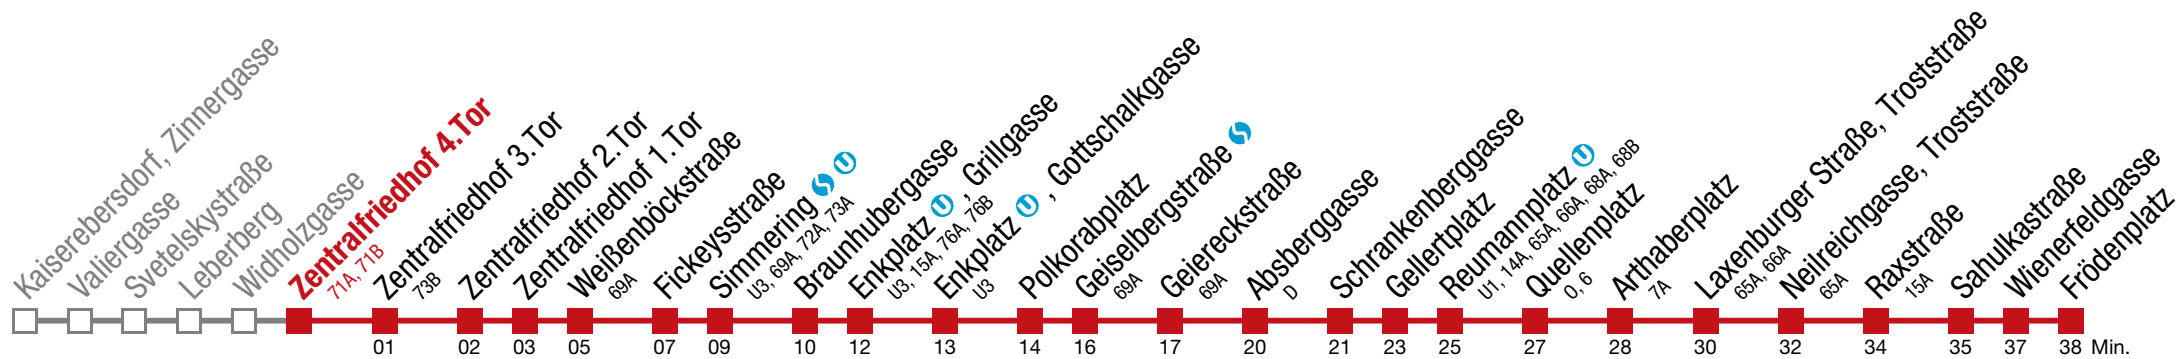 Kaiserebersdorf, Zinnergasse
Valiergasse
Svetelskystraße
Leberberg
Widholzgasse
Zentralfriedhof 4.Tor
71A, 71B
Zentralfriedhof 3.Tor
73B
Zentralfriedhof 2.Tor
Zentralfriedhof 1.Tor
Weißenböckstraße
69A
Fickeysstraße
Simmering S U
U3, 69A, 72A, 73A
Braunhubergasse
Enkplatz U , Grillgasse
U3, 15A, 76A, 76B
Enkplatz U , Gottschalkgasse
U3
Polkorabplatz
Geiselbergstraße S
69A
Geiereckstraße
69A
Absberggasse
D
Schrankenberggasse
Gellertplatz
Reumannplatz U
U1, 14A, 65A, 66A, 68A, 68B
Quellenplatz
O, 6
Arthaberplatz
7A
Laxenburger Straße, Troststraße
65A, 66A
Neilreichgasse, Troststraße
65A
Raxstraße
15A
Sahulkastraße
Wienerfeldgasse
Frödenplatz
01 02 03 05 07 09 10 12 13 14 16 17 20 21 23 25 27 28 30 32 34 35 37 38 Min.